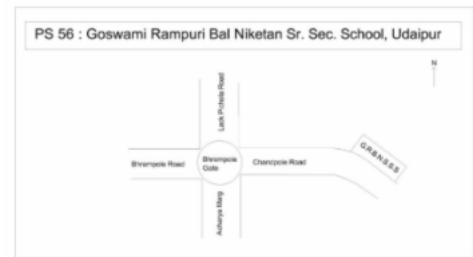 PS 56 : Goswami Rampuri Bal Niketan Sr. Sec. School, Udaipur
N
Lack Pichola Road
Bhrampole Road
Bhrampole
Gate
Chandpole Road
G.R.B.N.S.S.S
Acharya Marg